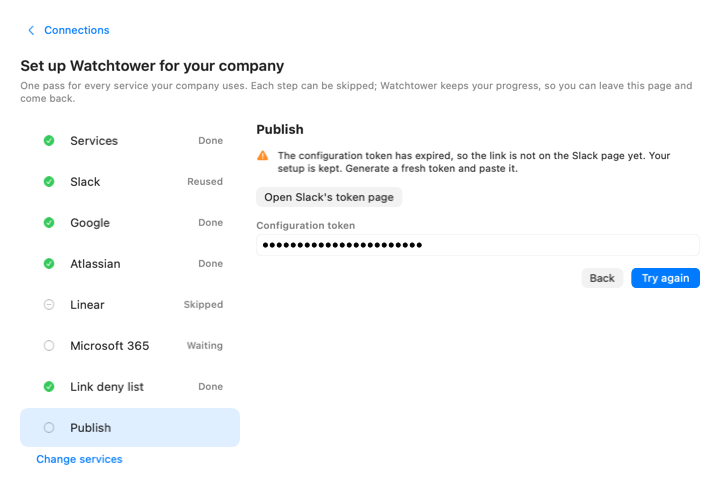 Connections
Set up Watchtower for your company
One pass for every service your company uses. Each step can be skipped; Watchtower keeps your progress, so you can leave this page and
come back.
Services Done
Slack Reused
Google Done
Atlassian Done
Linear Skipped
Microsoft 365 Waiting
Link deny list Done
Publish
Change services
Publish
The configuration token has expired, so the link is not on the Slack page yet. Your
setup is kept. Generate a fresh token and paste it.
Open Slack's token page
Configuration token
••••••••••••••••••••••••
Back Try again